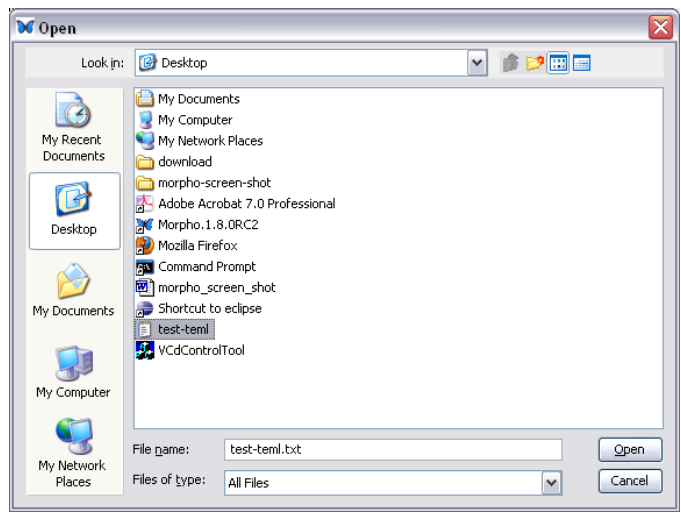 Open
Look in:
Desktop
My Recent
Documents
Desktop
My Documents
My Computer
My Network
Places
My Documents
My Computer
My Network Places
download
morpho-screen-shot
Adobe Acrobat 7.0 Professional
Morpho.1.8.0RC2
Mozilla Firefox
Command Prompt
morpho_screen_shot
Shortcut to eclipse
test-teml
VCdControlTool
File name:
test-teml.txt
Open
Files of type:
All Files
Cancel